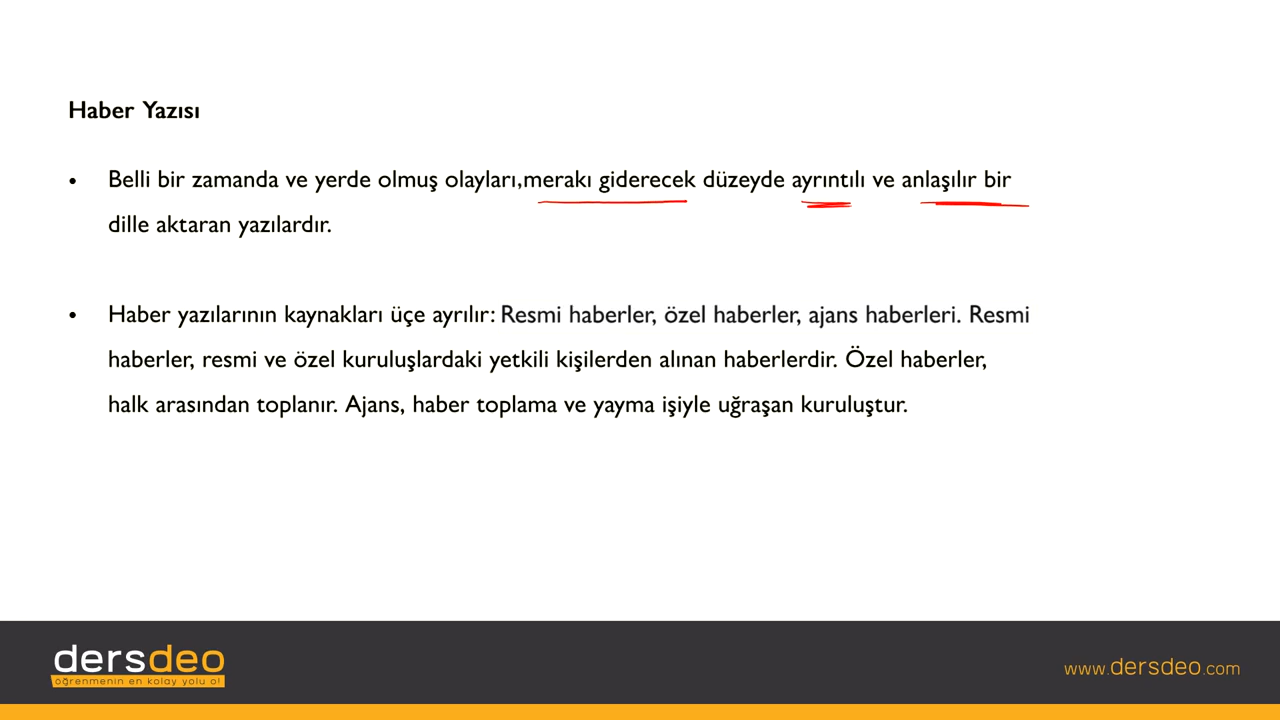 Haber Yazısı
• Belli bir zamanda ve yerde olmuş olayları,merakı giderecek düzeyde ayrıntılı ve anlaşılır bir
dille aktaran yazılardır.
• Haber yazılarının kaynakları üçe ayrılır: Resmi haberler, özel haberler, ajans haberleri. Resmi
haberler, resmi ve özel kuruluşlardaki yetkili kişilerden alınan haberlerdir. Özel haberler,
halk arasından toplanır. Ajans, haber toplama ve yayma işiyle uğraşan kuruluştur.
dersdeo
öğrenmenin en kolay yolu o!
www.dersdeo.com